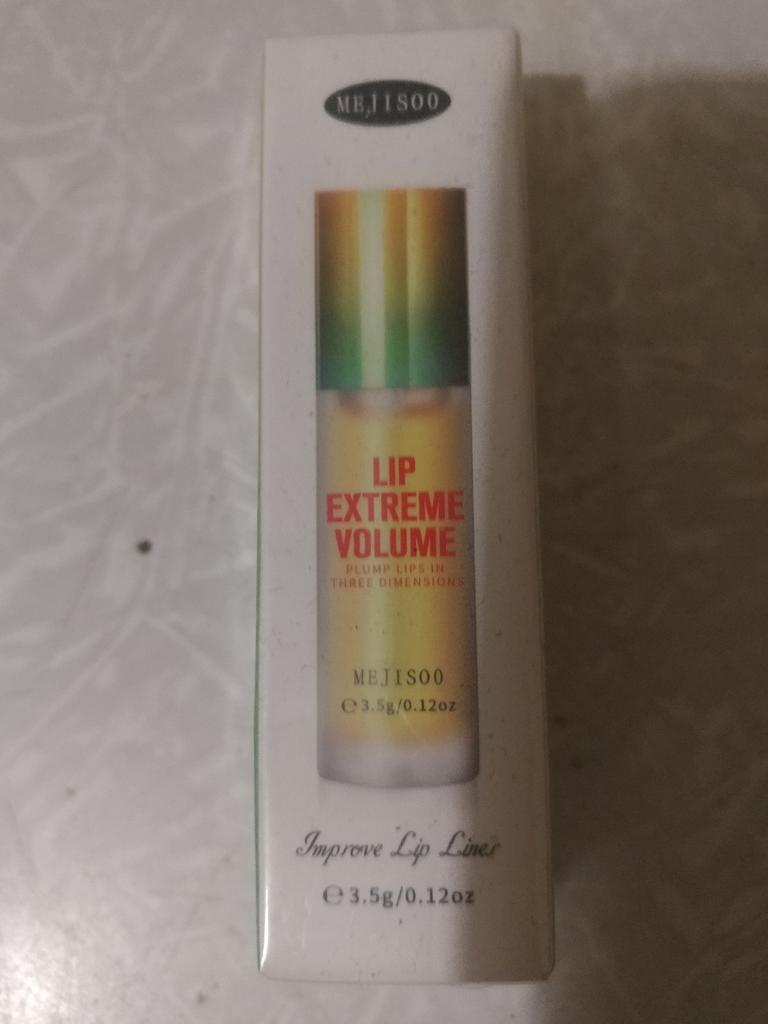 MEJISOO
LIP
EXTREME
VOLUME
PLUMP LIPS IN
THREE DIMENSIONS
MEJISOO
℮3.5g/0.12oz
Improve Lip Lines
℮3.5g/0.12oz